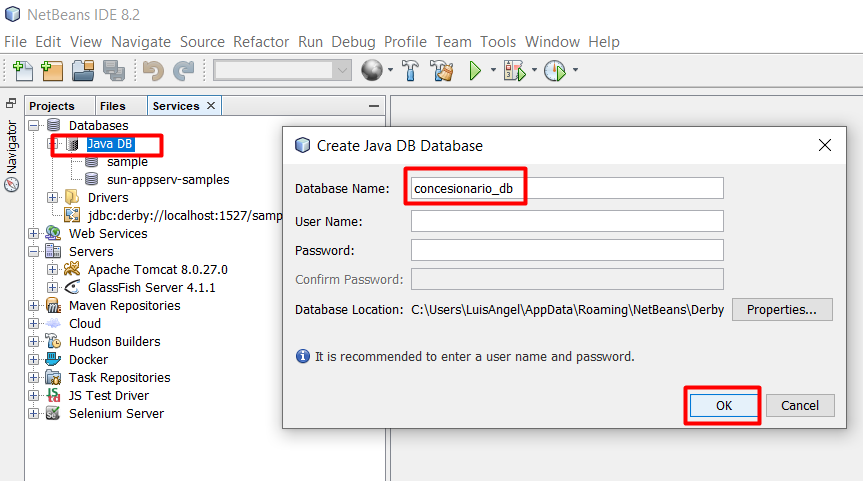 NetBeans IDE 8.2
File Edit View Navigate Source Refactor Run Debug Profile Team Tools Window Help
Projects Files Services
Navigator
Databases
Java DB
sample
sun-appserv-samples
Drivers
jdbc:derby://localhost:1527/samp
Web Services
Servers
Apache Tomcat 8.0.27.0
GlassFish Server 4.1.1
Maven Repositories
Cloud
Hudson Builders
Docker
Task Repositories
JS Test Driver
Selenium Server
Create Java DB Database
Database Name: concesionario_db
User Name:
Password:
Confirm Password:
Database Location: C:\Users\LuisAngel\AppData\Roaming\NetBeans\Derby Properties...
It is recommended to enter a user name and password.
OK Cancel